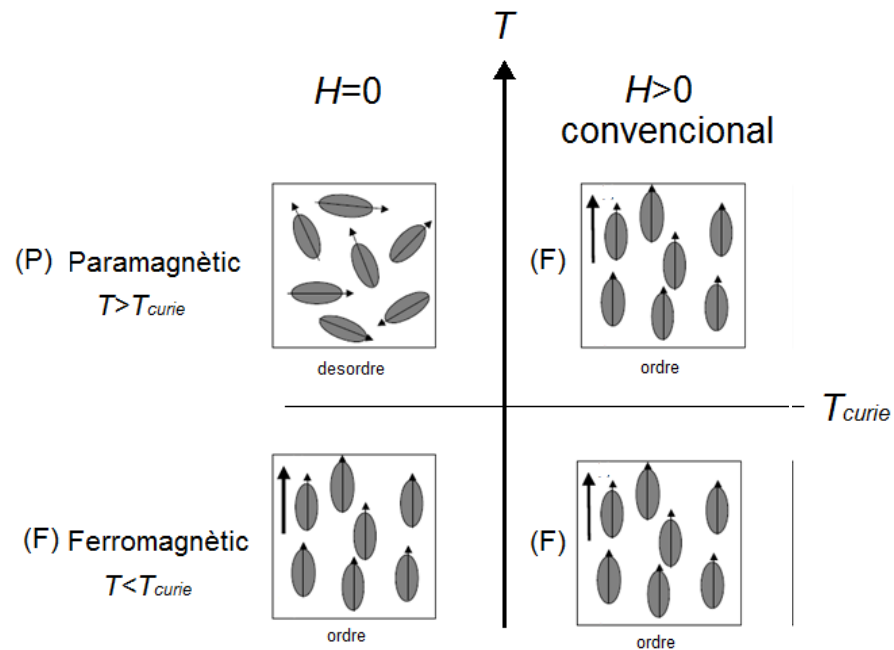 T
H=0
H>0
convencional
(P) Paramagnètic
T>Tcurie
(F)
desordre
ordre
Tcurie
(F) Ferromagnètic
T<Tcurie
(F)
ordre
ordre